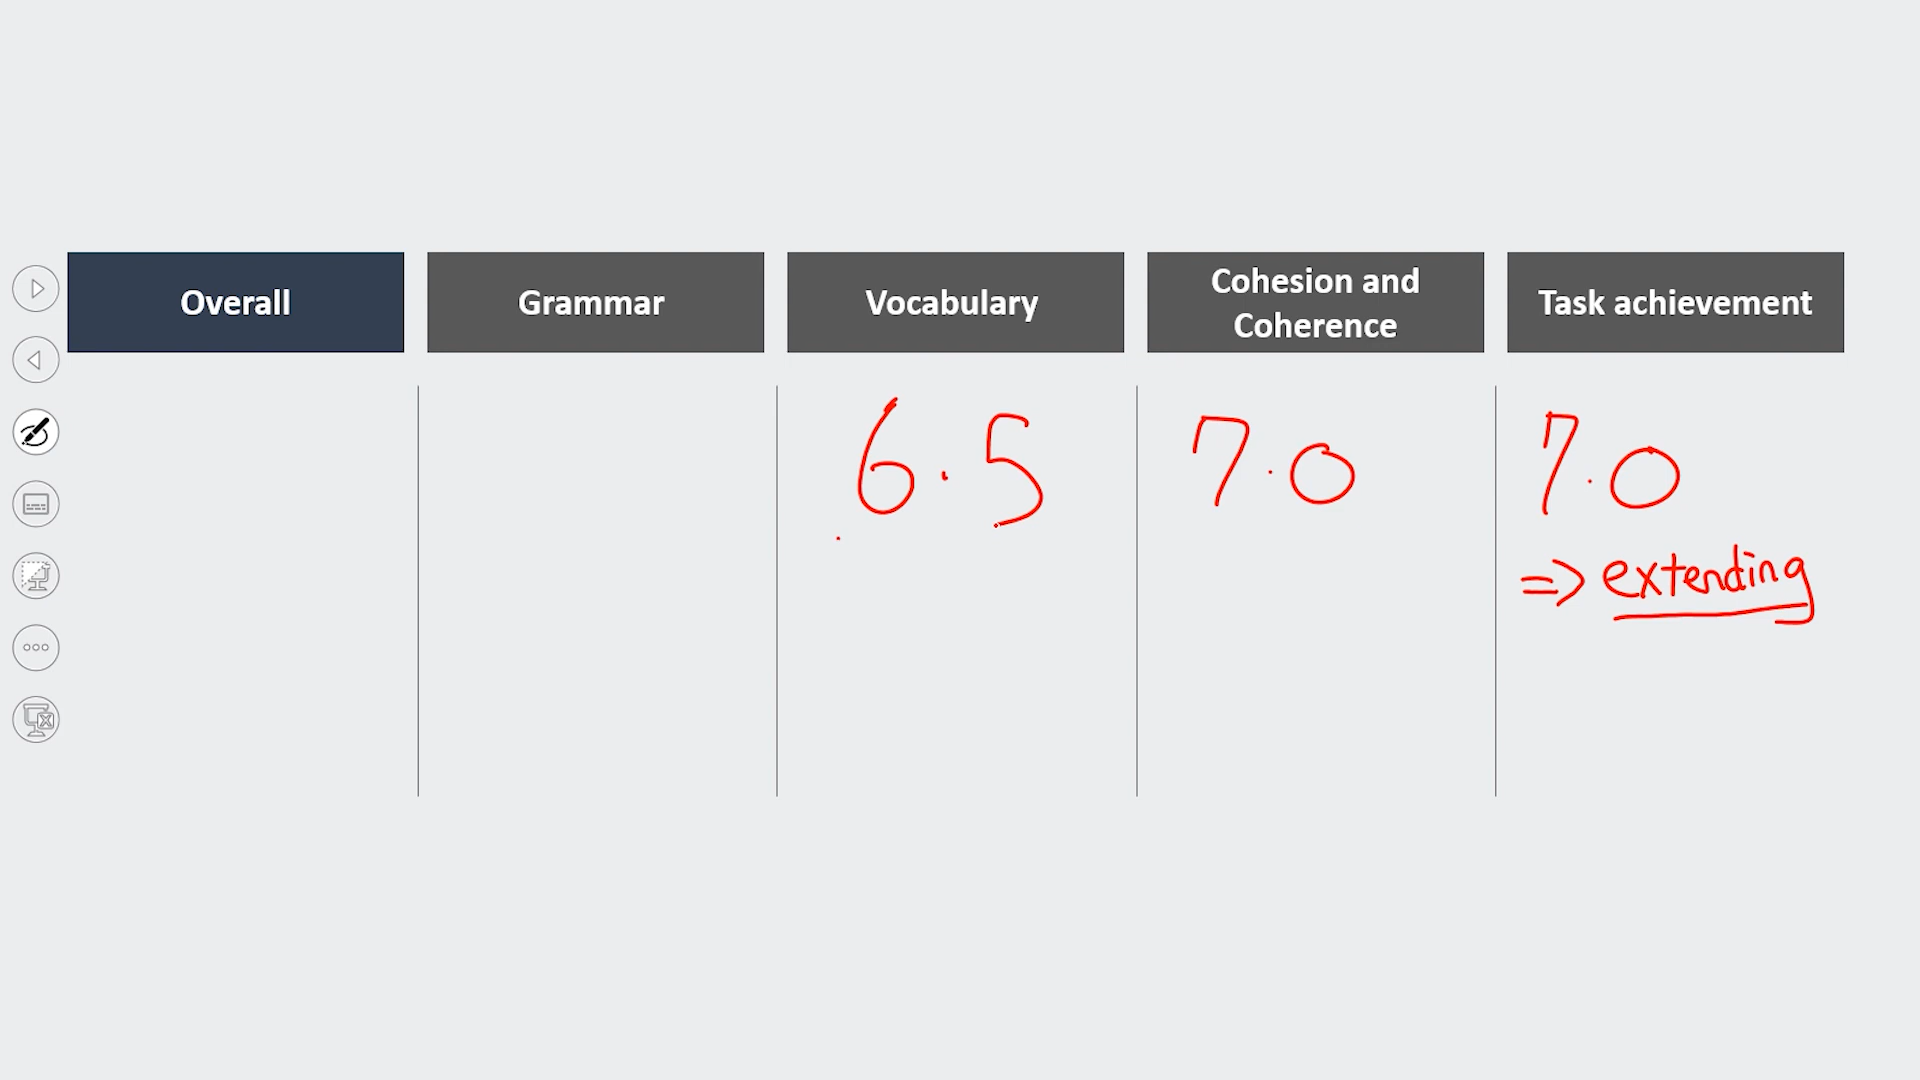 Overall
Grammar
Vocabulary
Cohesion and
Coherence
Task achievement
6.5
7.0
7.0
=> extending